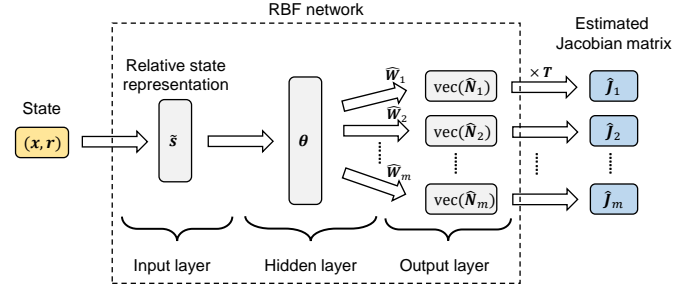 RBF network
Estimated
Jacobian matrix
Relative state
representation
State
(x, r)
s̃
θ
Ŵ₁
Ŵ₂
Ŵₘ
vec(N̂₁)
vec(N̂₂)
vec(N̂ₘ)
× T
Ĵ₁
Ĵ₂
Ĵₘ
Input layer
Hidden layer
Output layer